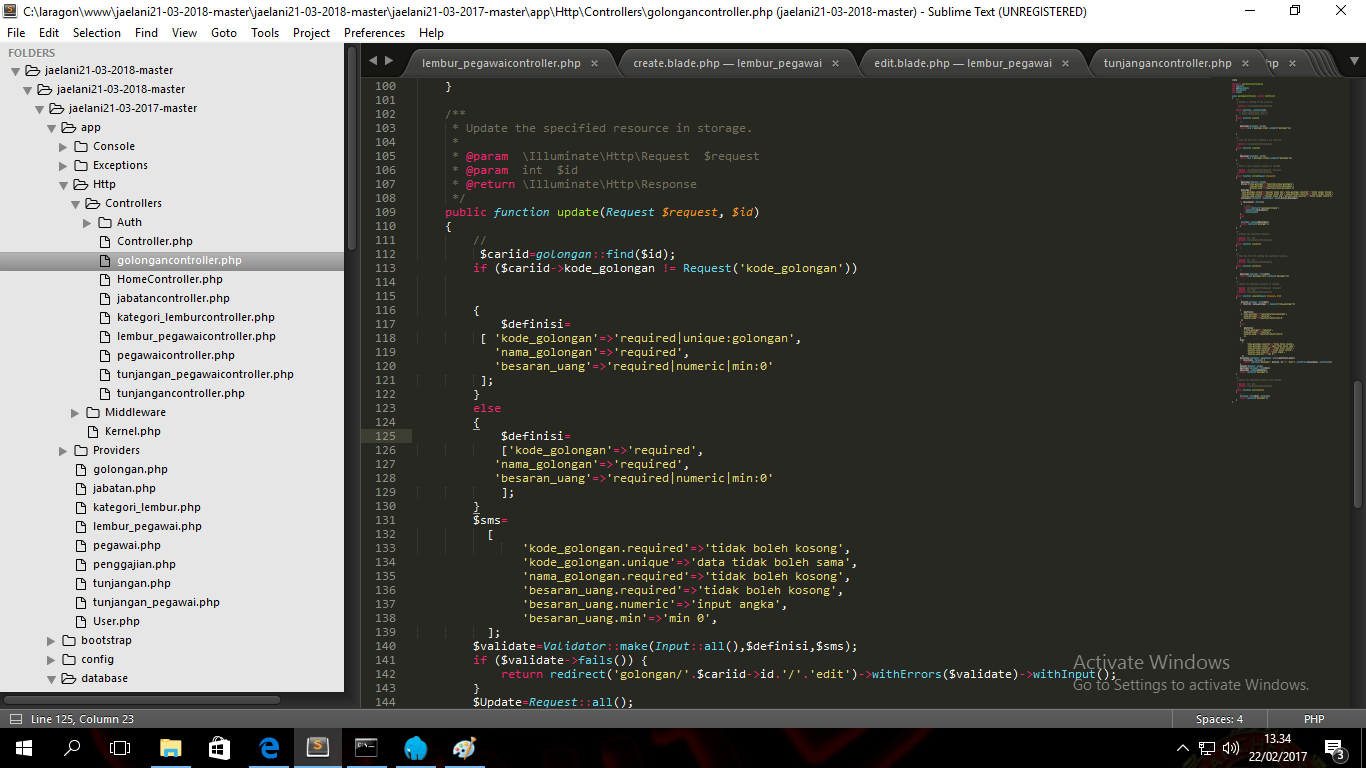 C:\laragon\www\jaelani21-03-2018-master\jaelani21-03-2018-master\jaelani21-03-2017-master\app\Http\Controllers\golongancontroller.php (jaelani21-03-2018-master) - Sublime Text (UNREGISTERED)
File Edit Selection Find View Goto Tools Project Preferences Help
FOLDERS
jaelani21-03-2018-master
jaelani21-03-2018-master
jaelani21-03-2017-master
app
Console
Exceptions
Http
Controllers
Auth
Controller.php
golongancontroller.php
HomeController.php
jabatancontroller.php
kategori_lemburcontroller.php
lembur_pegawaicontroller.php
pegawaicontroller.php
tunjangan_pegawaicontroller.php
tunjangancontroller.php
Middleware
Kernel.php
Providers
golongan.php
jabatan.php
kategori_lembur.php
lembur_pegawai.php
pegawai.php
penggajian.php
tunjangan.php
tunjangan_pegawai.php
User.php
bootstrap
config
database
lembur_pegawaicontroller.php × create.blade.php — lembur_pegawai × edit.blade.php — lembur_pegawai × tunjangancontroller.php × hp ×
100 }
101
102 /**
103 * Update the specified resource in storage.
104 *
105 * @param \Illuminate\Http\Request $request
106 * @param int $id
107 * @return \Illuminate\Http\Response
108 */
109 public function update(Request $request, $id)
110 {
111 //
112 $cariid=golongan::find($id);
113 if ($cariid->kode_golongan != Request('kode_golongan'))
114
115
116 {
117 $definisi=
118 [ 'kode_golongan'=>'required|unique:golongan',
119 'nama_golongan'=>'required',
120 'besaran_uang'=>'required|numeric|min:0'
121 ];
122 }
123 else
124 {
125 $definisi=
126 ['kode_golongan'=>'required',
127 'nama_golongan'=>'required',
128 'besaran_uang'=>'required|numeric|min:0'
129 ];
130 }
131 $sms=
132 [
133 'kode_golongan.required'=>'tidak boleh kosong',
134 'kode_golongan.unique'=>'data tidak boleh sama',
135 'nama_golongan.required'=>'tidak boleh kosong',
136 'besaran_uang.required'=>'tidak boleh kosong',
137 'besaran_uang.numeric'=>'input angka',
138 'besaran_uang.min'=>'min 0',
139 ];
140 $validate=Validator::make(Input::all(),$definisi,$sms);
141 if ($validate->fails()) {
142 return redirect('golongan/'.$cariid->id.'/'.'edit')->withErrors($validate)->withInput();
143 }
144 $Update=Request::all();
Activate Windows
Go to Settings to activate Windows.
Line 125, Column 23 Spaces: 4 PHP
13.34
22/02/2017
3